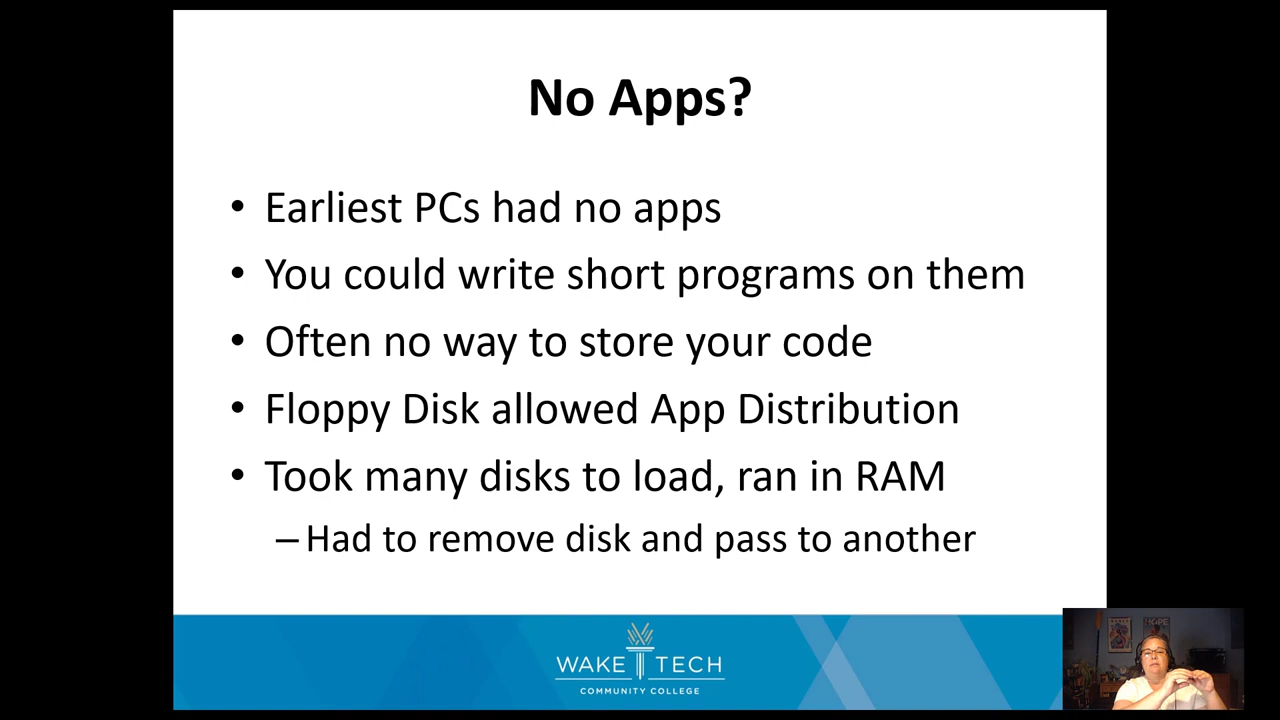 No Apps?
• Earliest PCs had no apps
• You could write short programs on them
• Often no way to store your code
• Floppy Disk allowed App Distribution
• Took many disks to load, ran in RAM
– Had to remove disk and pass to another
WAKE TECH
COMMUNITY COLLEGE
HOPE